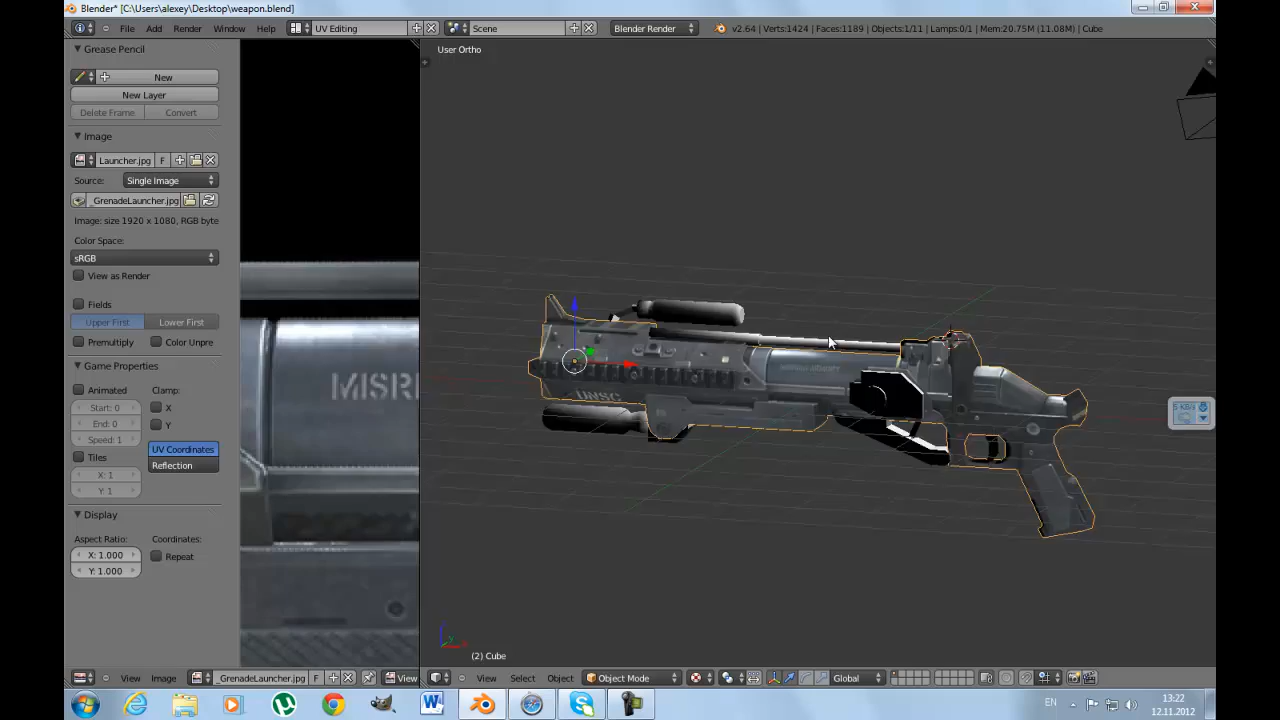 Blender* [C:\Users\alexey\Desktop\weapon.blend]
File Add Render Window Help UV Editing Scene Blender Render v2.64 | Verts:1424 | Faces:1189 | Objects:1/11 | Lamps:0/1 | Mem:20.75M (11.08M) | Cube
Grease Pencil
New
New Layer
Delete Frame Convert
Image
Launcher.jpg F
Source: Single Image
_GrenadeLauncher.jpg
Image: size 1920 x 1080, RGB byte
Color Space:
sRGB
View as Render
Fields
Upper First Lower First
Premultiply Color Unpre
Game Properties
Animated Clamp:
Start: 0 X
End: 0 Y
Speed: 1
UV Coordinates
Tiles Reflection
X: 1
Y: 1
Display
Aspect Ratio: Coordinates:
X: 1.000 Repeat
Y: 1.000
MISR
User Ortho
UNSC
(2) Cube
View Image _GrenadeLauncher.jpg F View
View Select Object Object Mode Global
EN 13:22
12.11.2012